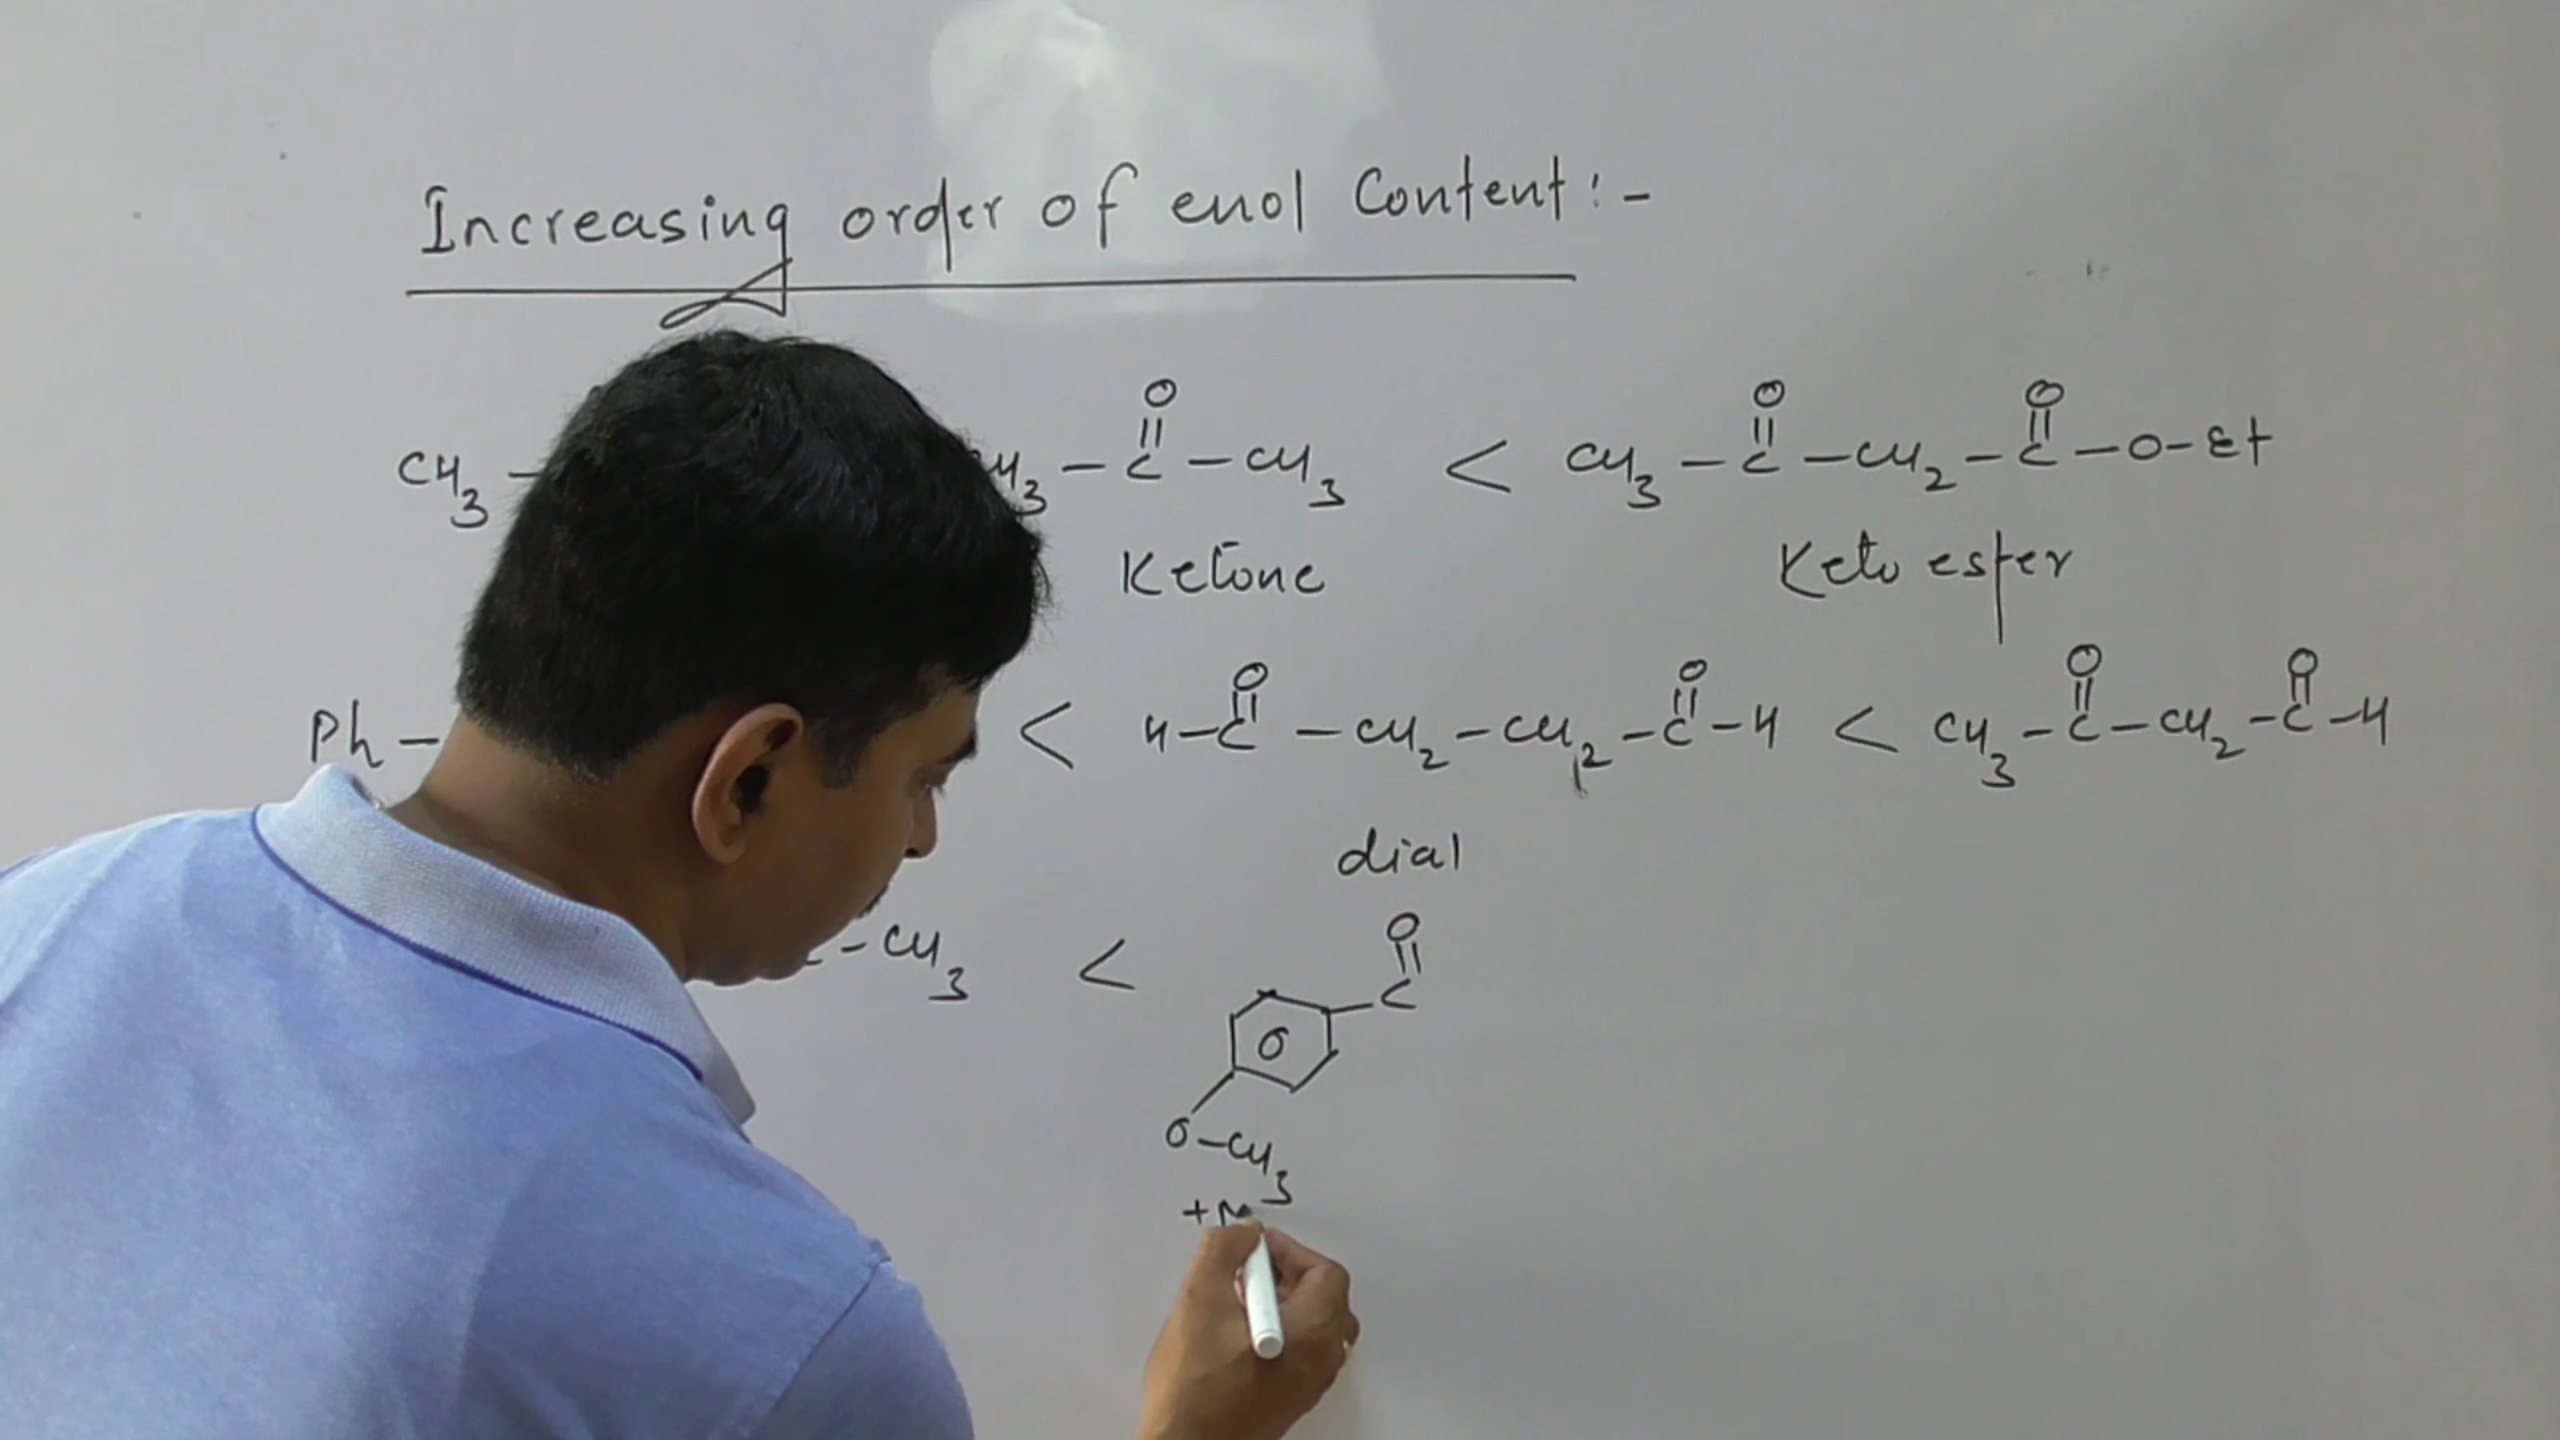 Increasing order of enol Content :-
O O O
|| || ||
CH3 - H3 - C - CH3 < CH3 - C - CH2 - C - O - Et
Ketone Keto ester
O O O O
|| || || ||
Ph - < H - C - CH2 - CH2 - C - H < CH3 - C - CH2 - C - H
dial
O
||
- CH3 < C
O
O - CH3
+M